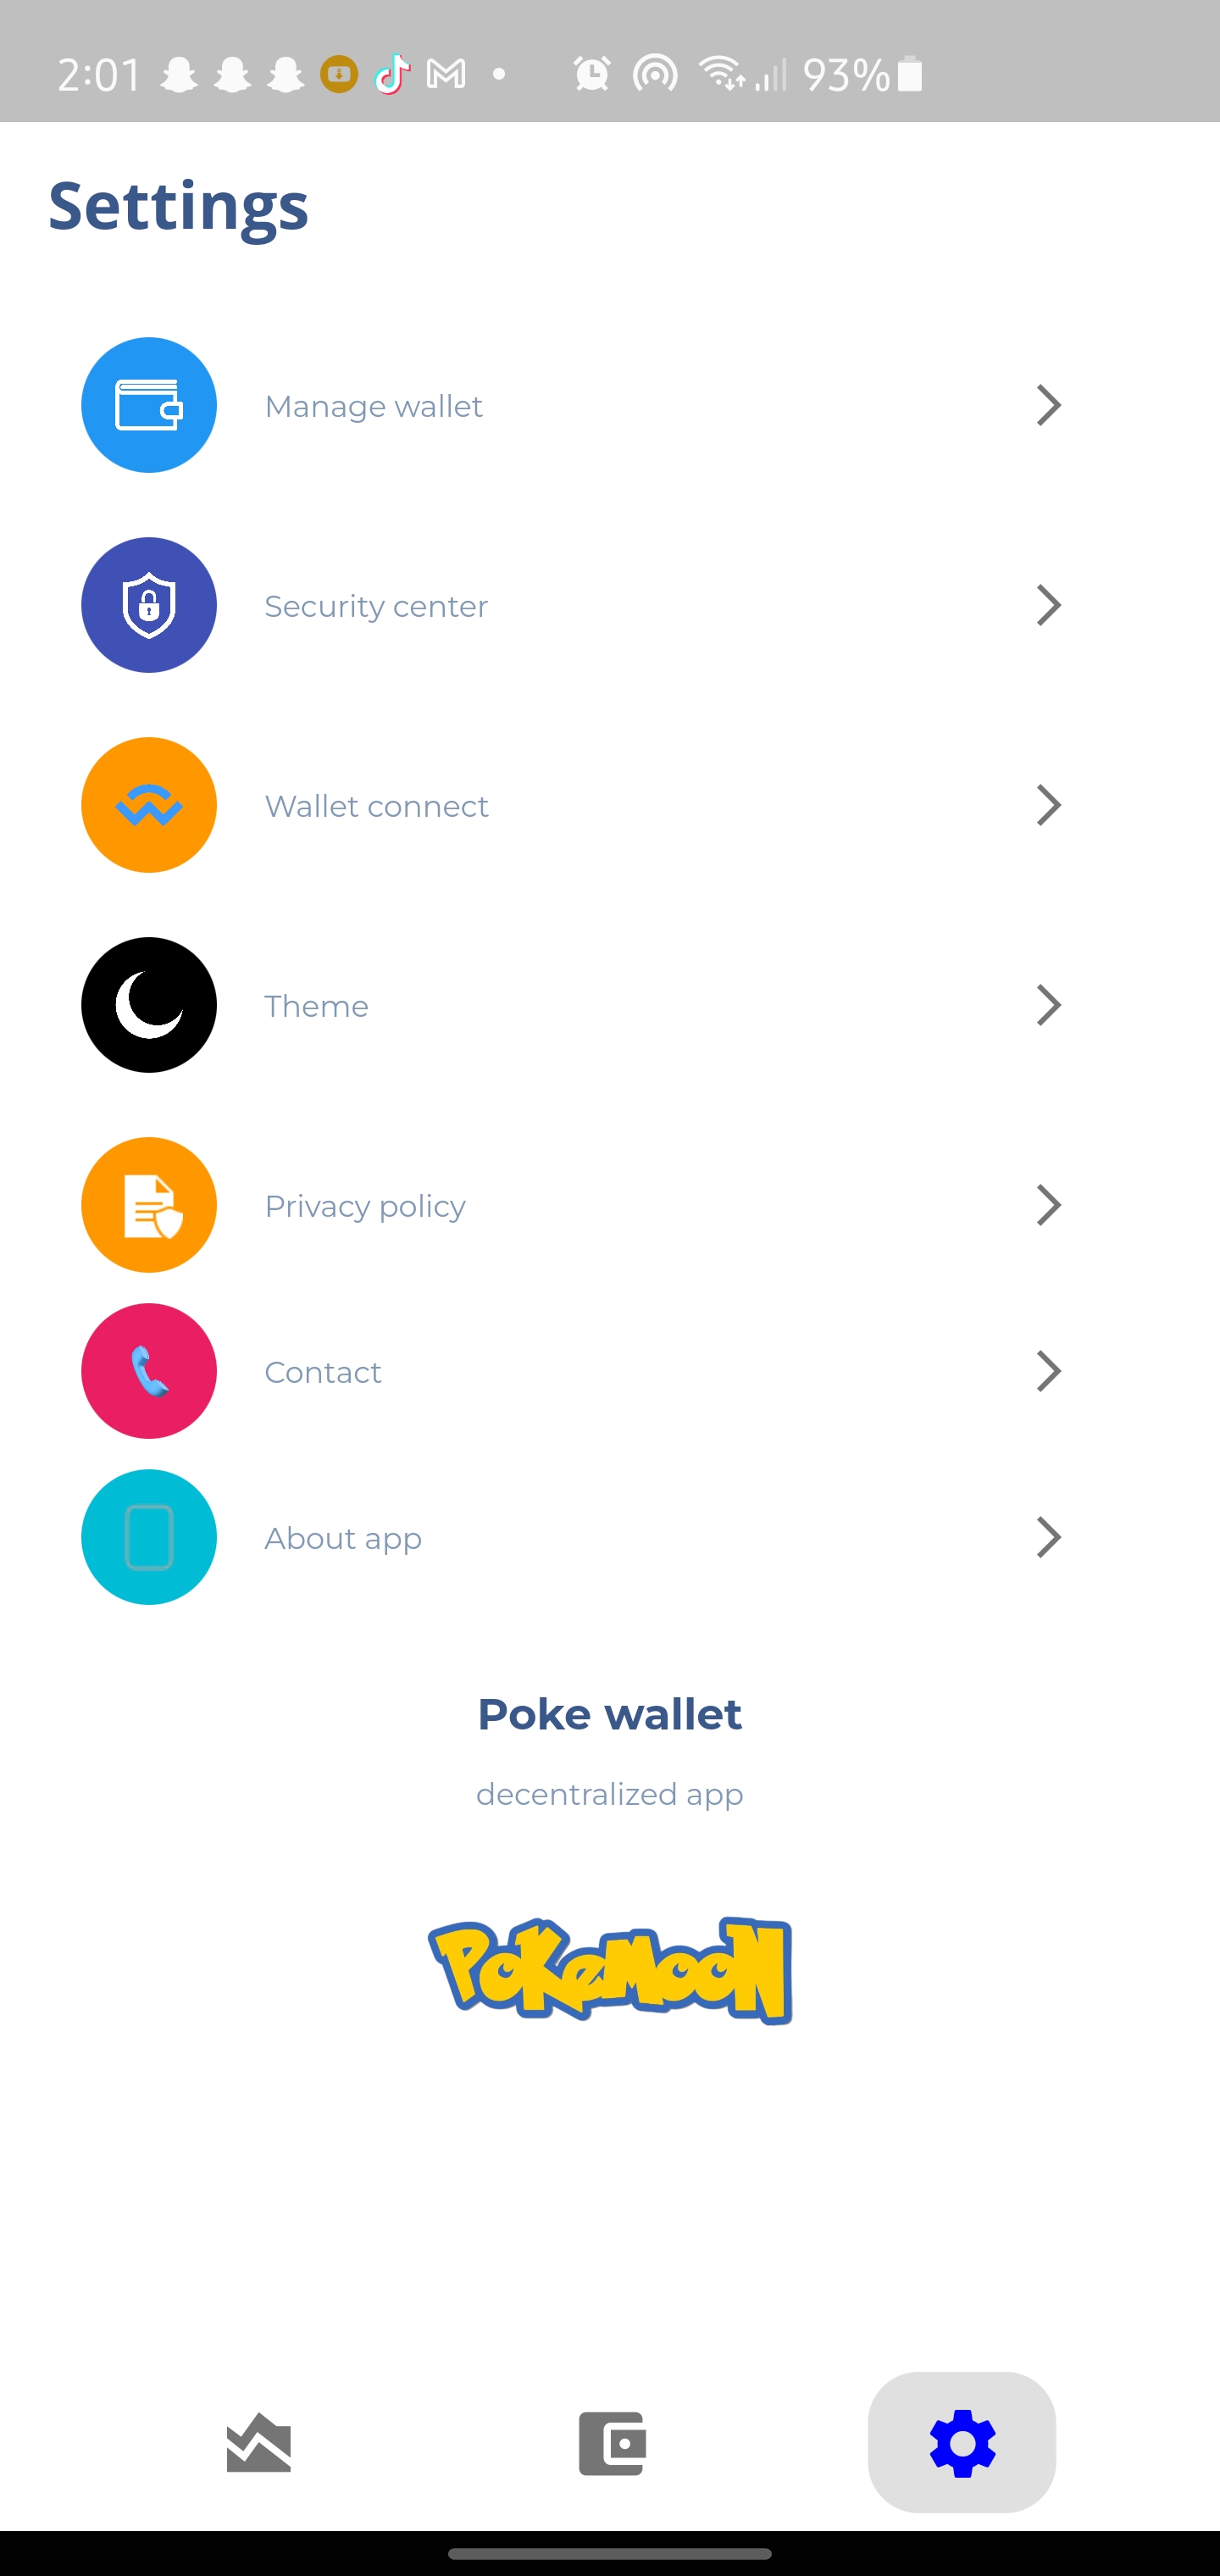 2:01 93%
Settings
Manage wallet
Security center
Wallet connect
Theme
Privacy policy
Contact
About app
Poke wallet
decentralized app
PoKeMooN